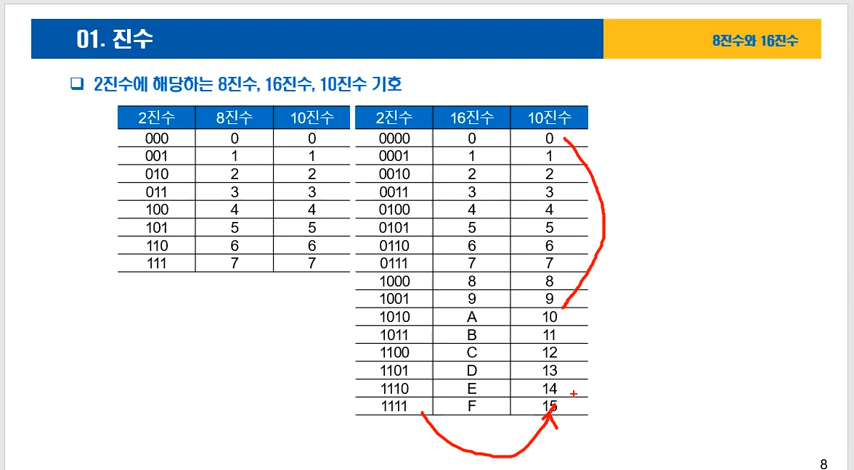 01. 진수
8진수와 16진수
❑ 2진수에 해당하는 8진수, 16진수, 10진수 기호
2진수 8진수 10진수 2진수 16진수 10진수
000 0 0 0000 0 0
001 1 1 0001 1 1
010 2 2 0010 2 2
011 3 3 0011 3 3
100 4 4 0100 4 4
101 5 5 0101 5 5
110 6 6 0110 6 6
111 7 7 0111 7 7
1000 8 8
1001 9 9
1010 A 10
1011 B 11
1100 C 12
1101 D 13
1110 E 14
1111 F 15
8